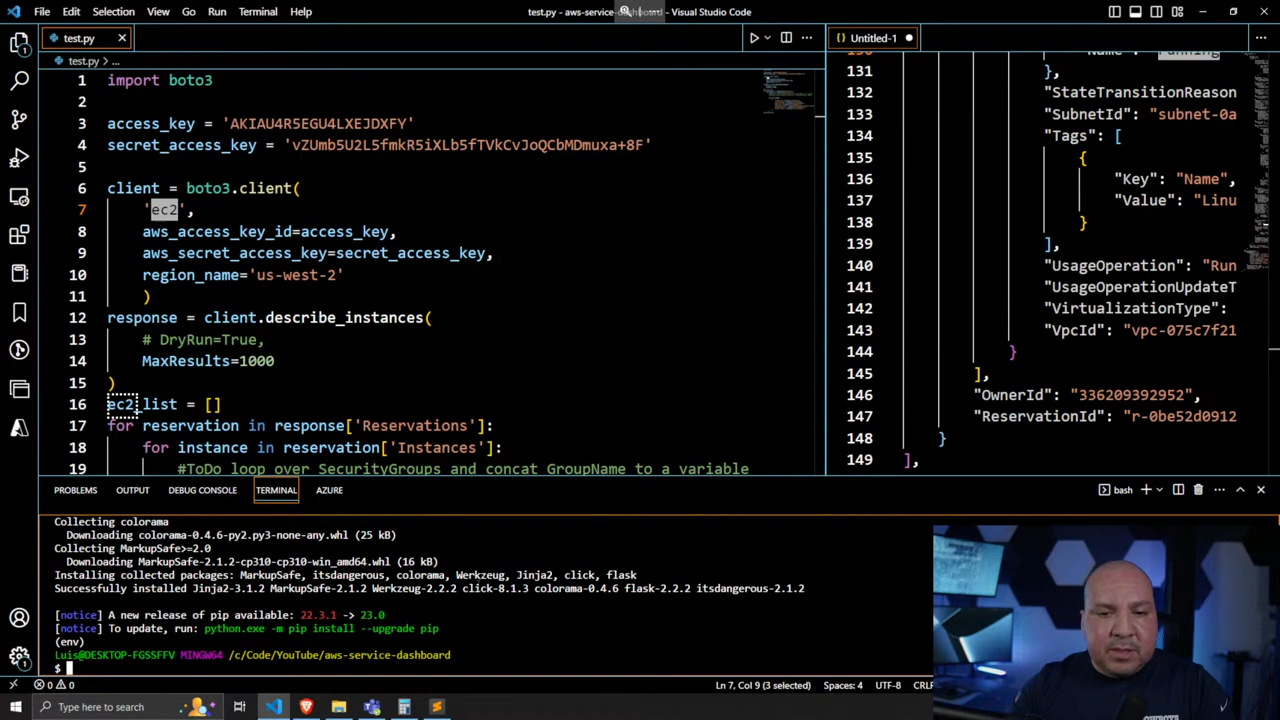 File Edit Selection View Go Run Terminal Help
test.py - aws-service-dashboard - Visual Studio Code
test.py
test.py > ...
1 import boto3
2
3 access_key = 'AKIAU4R5EGU4LXEJDXFY'
4 secret_access_key = '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'
5
6 client = boto3.client(
7 'ec2',
8 aws_access_key_id=access_key,
9 aws_secret_access_key=secret_access_key,
10 region_name='us-west-2'
11 )
12 response = client.describe_instances(
13 # DryRun=True,
14 MaxResults=1000
15 )
16 ec2_list = []
17 for reservation in response['Reservations']:
18 for instance in reservation['Instances']:
19 #ToDo loop over SecurityGroups and concat GroupName to a variable
{} Untitled-1
131 },
132 "StateTransitionReason
133 "SubnetId": "subnet-0a
134 "Tags": [
135 {
136 "Key": "Name",
137 "Value": "Linu
138 }
139 ],
140 "UsageOperation": "Run
141 "UsageOperationUpdateT
142 "VirtualizationType":
143 "VpcId": "vpc-075c7f21
144 }
145 ],
146 "OwnerId": "336209392952",
147 "ReservationId": "r-0be52d0912
148 }
149 ],
PROBLEMS OUTPUT DEBUG CONSOLE TERMINAL AZURE
bash
Collecting colorama
Downloading colorama-0.4.6-py2.py3-none-any.whl (25 kB)
Collecting MarkupSafe>=2.0
Downloading MarkupSafe-2.1.2-cp310-cp310-win_amd64.whl (16 kB)
Installing collected packages: MarkupSafe, itsdangerous, colorama, Werkzeug, Jinja2, click, flask
Successfully installed Jinja2-3.1.2 MarkupSafe-2.1.2 Werkzeug-2.2.2 click-8.1.3 colorama-0.4.6 flask-2.2.2 itsdangerous-2.1.2
[notice] A new release of pip available: 22.3.1 -> 23.0
[notice] To update, run: python.exe -m pip install --upgrade pip
(env)
Luis@DESKTOP-FGSSFFV MINGW64 /c/Code/YouTube/aws-service-dashboard
$
0 0
Ln 7, Col 9 (3 selected) Spaces: 4 UTF-8 CRLF
Type here to search